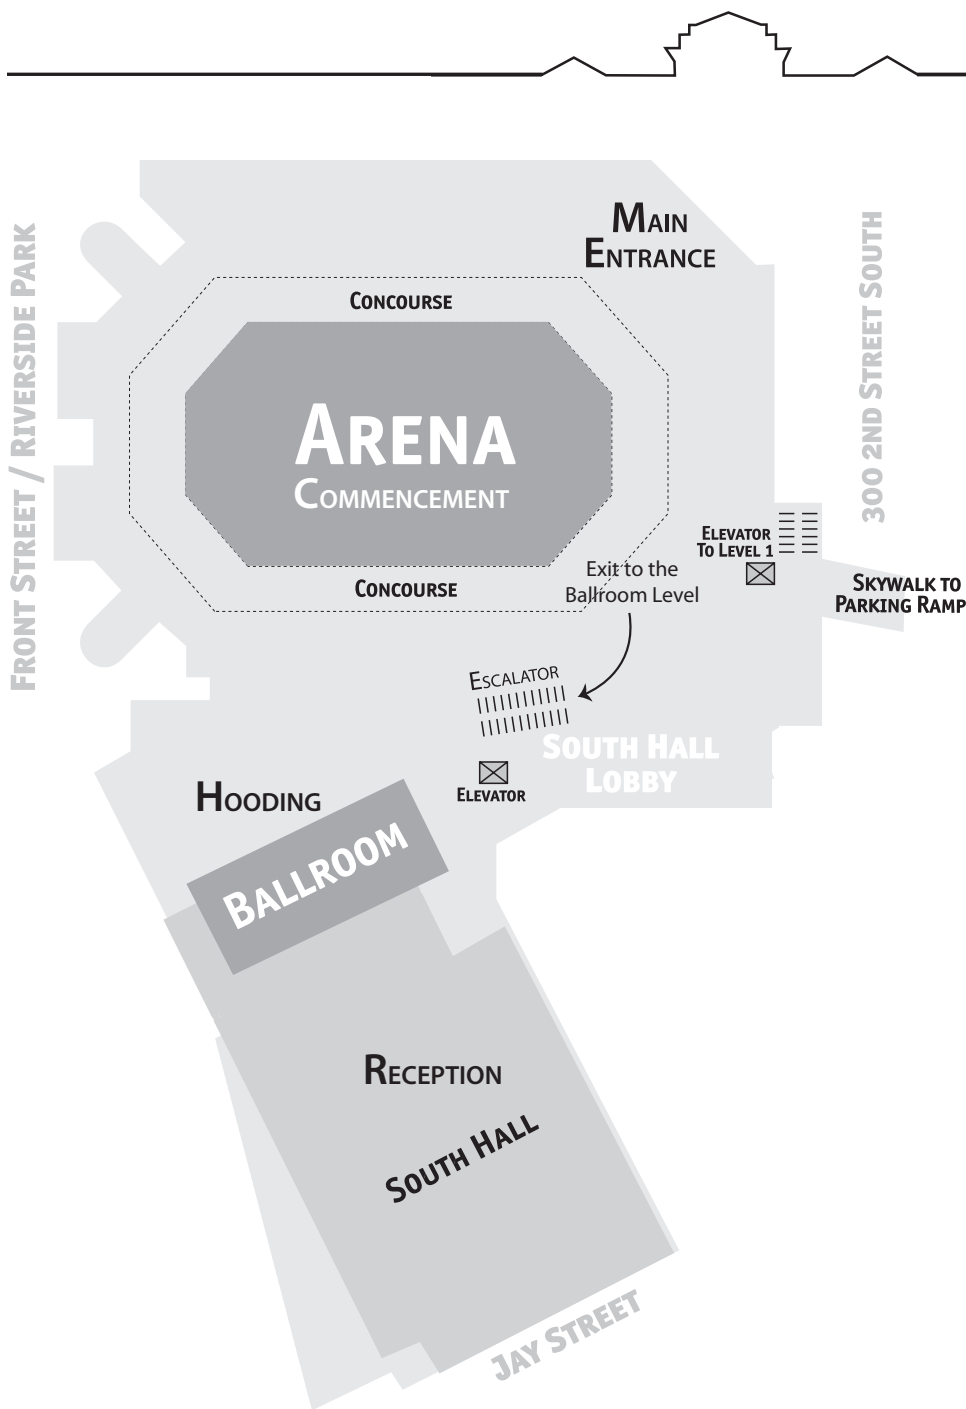 Main
Entrance
Front Street / Riverside Park
300 2nd Street South
Concourse
Arena
Commencement
Concourse
Elevator
To Level 1
Exit to the
Ballroom Level
Skywalk to
Parking Ramp
Escalator
South Hall
Lobby
Elevator
Hooding
Ballroom
Reception
South Hall
Jay Street